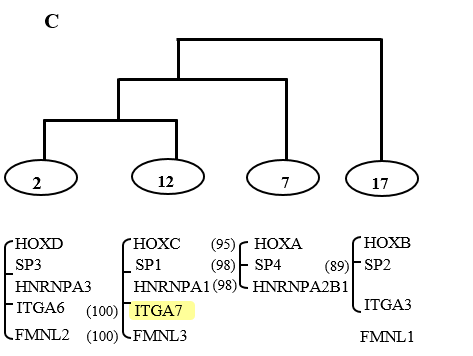 C
2 12 7 17
HOXD HOXC (95) HOXA HOXB
SP3 SP1 (98) SP4 (89) SP2
HNRNPA3 HNRNPA1 (98) HNRNPA2B1
ITGA6 (100) ITGA7 ITGA3
FMNL2 (100) FMNL3 FMNL1